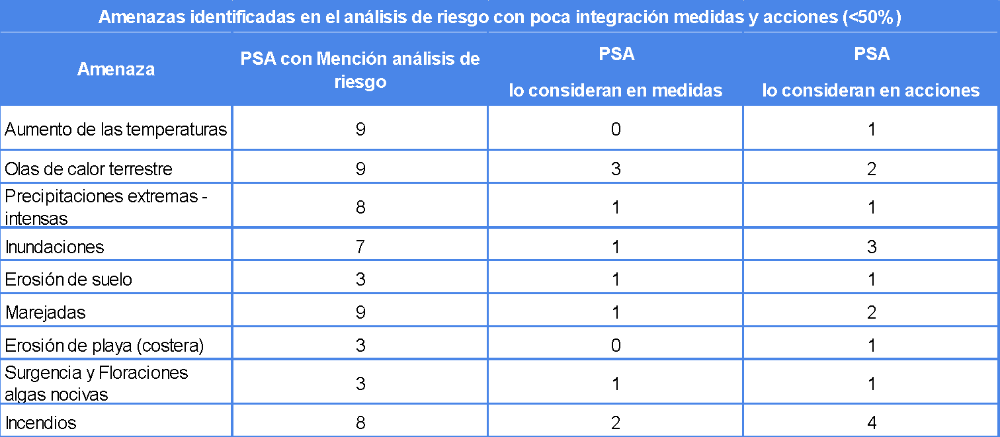 Amenazas identificadas en el análisis de riesgo con poca integración medidas y acciones (<50%)
Amenaza
PSA con Mención análisis de
riesgo
PSA
lo consideran en medidas
PSA
lo consideran en acciones
Aumento de las temperaturas 9 0 1
Olas de calor terrestre 9 3 2
Precipitaciones extremas -
intensas 8 1 1
Inundaciones 7 1 3
Erosión de suelo 3 1 1
Marejadas 9 1 2
Erosión de playa (costera) 3 0 1
Surgencia y Floraciones
algas nocivas 3 1 1
Incendios 8 2 4